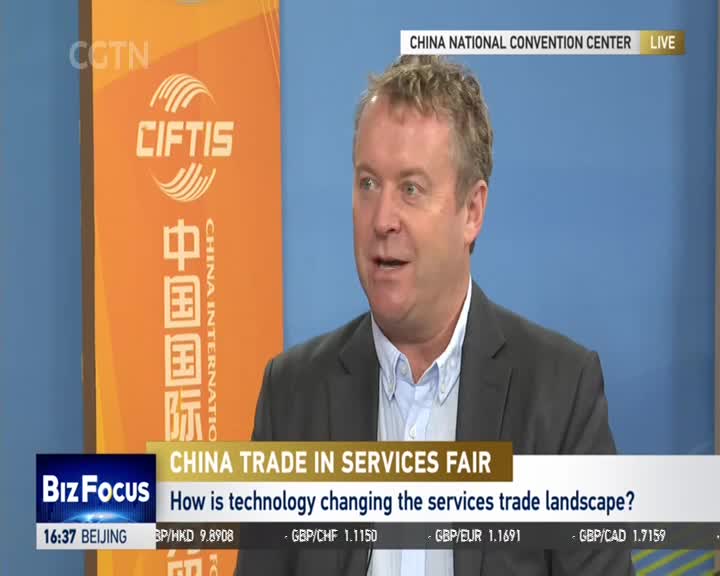 CGTN
CHINA NATIONAL CONVENTION CENTER
LIVE
CIFTIS
中国国际
CHINA INTERNATIO
CHINA TRADE IN SERVICES FAIR
BIZ FOCUS
How is technology changing the services trade landscape?
16:37 BEIJING
BP/HKD 9.8908 - GBP/CHF 1.1150 - GBP/EUR 1.1691 - GBP/CAD 1.7159